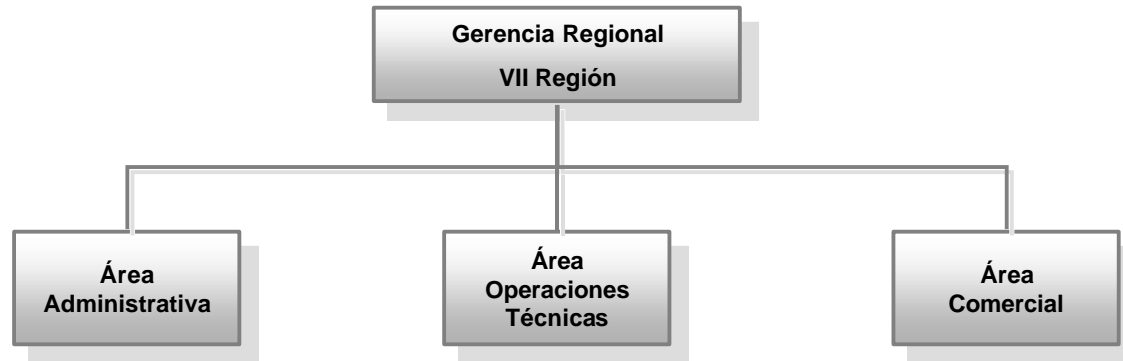 Gerencia Regional
VII Región
Área
Administrativa
Área
Operaciones
Técnicas
Área
Comercial